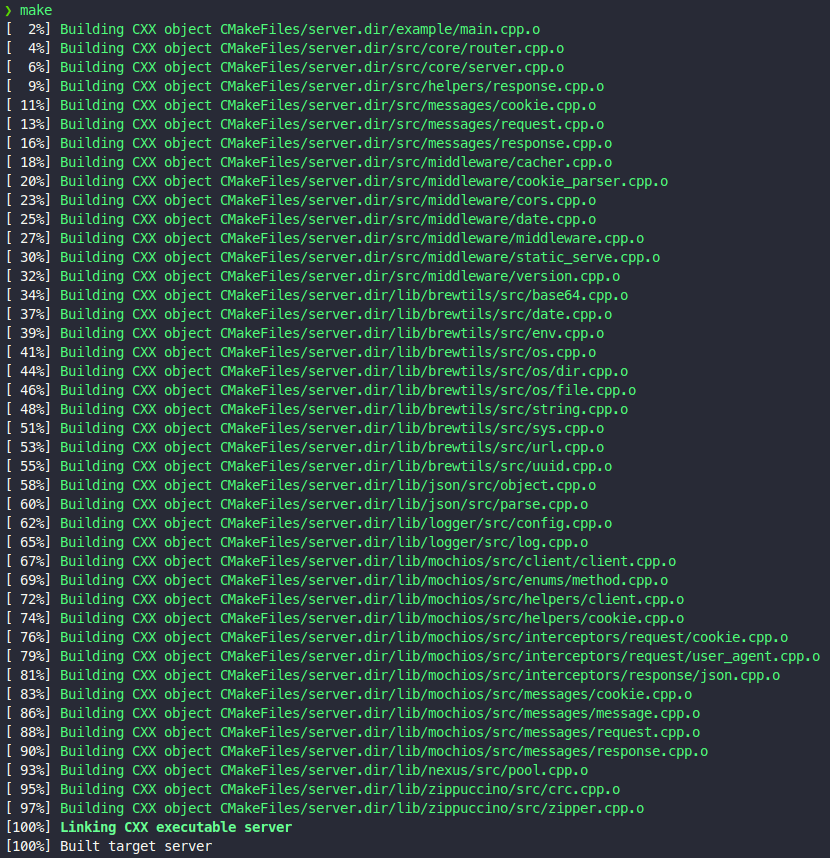 ❯ make
[  2%] Building CXX object CMakeFiles/server.dir/example/main.cpp.o
[  4%] Building CXX object CMakeFiles/server.dir/src/core/router.cpp.o
[  6%] Building CXX object CMakeFiles/server.dir/src/core/server.cpp.o
[  9%] Building CXX object CMakeFiles/server.dir/src/helpers/response.cpp.o
[ 11%] Building CXX object CMakeFiles/server.dir/src/messages/cookie.cpp.o
[ 13%] Building CXX object CMakeFiles/server.dir/src/messages/request.cpp.o
[ 16%] Building CXX object CMakeFiles/server.dir/src/messages/response.cpp.o
[ 18%] Building CXX object CMakeFiles/server.dir/src/middleware/cacher.cpp.o
[ 20%] Building CXX object CMakeFiles/server.dir/src/middleware/cookie_parser.cpp.o
[ 23%] Building CXX object CMakeFiles/server.dir/src/middleware/cors.cpp.o
[ 25%] Building CXX object CMakeFiles/server.dir/src/middleware/date.cpp.o
[ 27%] Building CXX object CMakeFiles/server.dir/src/middleware/middleware.cpp.o
[ 30%] Building CXX object CMakeFiles/server.dir/src/middleware/static_serve.cpp.o
[ 32%] Building CXX object CMakeFiles/server.dir/src/middleware/version.cpp.o
[ 34%] Building CXX object CMakeFiles/server.dir/lib/brewtils/src/base64.cpp.o
[ 37%] Building CXX object CMakeFiles/server.dir/lib/brewtils/src/date.cpp.o
[ 39%] Building CXX object CMakeFiles/server.dir/lib/brewtils/src/env.cpp.o
[ 41%] Building CXX object CMakeFiles/server.dir/lib/brewtils/src/os.cpp.o
[ 44%] Building CXX object CMakeFiles/server.dir/lib/brewtils/src/os/dir.cpp.o
[ 46%] Building CXX object CMakeFiles/server.dir/lib/brewtils/src/os/file.cpp.o
[ 48%] Building CXX object CMakeFiles/server.dir/lib/brewtils/src/string.cpp.o
[ 51%] Building CXX object CMakeFiles/server.dir/lib/brewtils/src/sys.cpp.o
[ 53%] Building CXX object CMakeFiles/server.dir/lib/brewtils/src/url.cpp.o
[ 55%] Building CXX object CMakeFiles/server.dir/lib/brewtils/src/uuid.cpp.o
[ 58%] Building CXX object CMakeFiles/server.dir/lib/json/src/object.cpp.o
[ 60%] Building CXX object CMakeFiles/server.dir/lib/json/src/parse.cpp.o
[ 62%] Building CXX object CMakeFiles/server.dir/lib/logger/src/config.cpp.o
[ 65%] Building CXX object CMakeFiles/server.dir/lib/logger/src/log.cpp.o
[ 67%] Building CXX object CMakeFiles/server.dir/lib/mochios/src/client/client.cpp.o
[ 69%] Building CXX object CMakeFiles/server.dir/lib/mochios/src/enums/method.cpp.o
[ 72%] Building CXX object CMakeFiles/server.dir/lib/mochios/src/helpers/client.cpp.o
[ 74%] Building CXX object CMakeFiles/server.dir/lib/mochios/src/helpers/cookie.cpp.o
[ 76%] Building CXX object CMakeFiles/server.dir/lib/mochios/src/interceptors/request/cookie.cpp.o
[ 79%] Building CXX object CMakeFiles/server.dir/lib/mochios/src/interceptors/request/user_agent.cpp.o
[ 81%] Building CXX object CMakeFiles/server.dir/lib/mochios/src/interceptors/response/json.cpp.o
[ 83%] Building CXX object CMakeFiles/server.dir/lib/mochios/src/messages/cookie.cpp.o
[ 86%] Building CXX object CMakeFiles/server.dir/lib/mochios/src/messages/message.cpp.o
[ 88%] Building CXX object CMakeFiles/server.dir/lib/mochios/src/messages/request.cpp.o
[ 90%] Building CXX object CMakeFiles/server.dir/lib/mochios/src/messages/response.cpp.o
[ 93%] Building CXX object CMakeFiles/server.dir/lib/nexus/src/pool.cpp.o
[ 95%] Building CXX object CMakeFiles/server.dir/lib/zippuccino/src/crc.cpp.o
[ 97%] Building CXX object CMakeFiles/server.dir/lib/zippuccino/src/zipper.cpp.o
[100%] Linking CXX executable server
[100%] Built target server